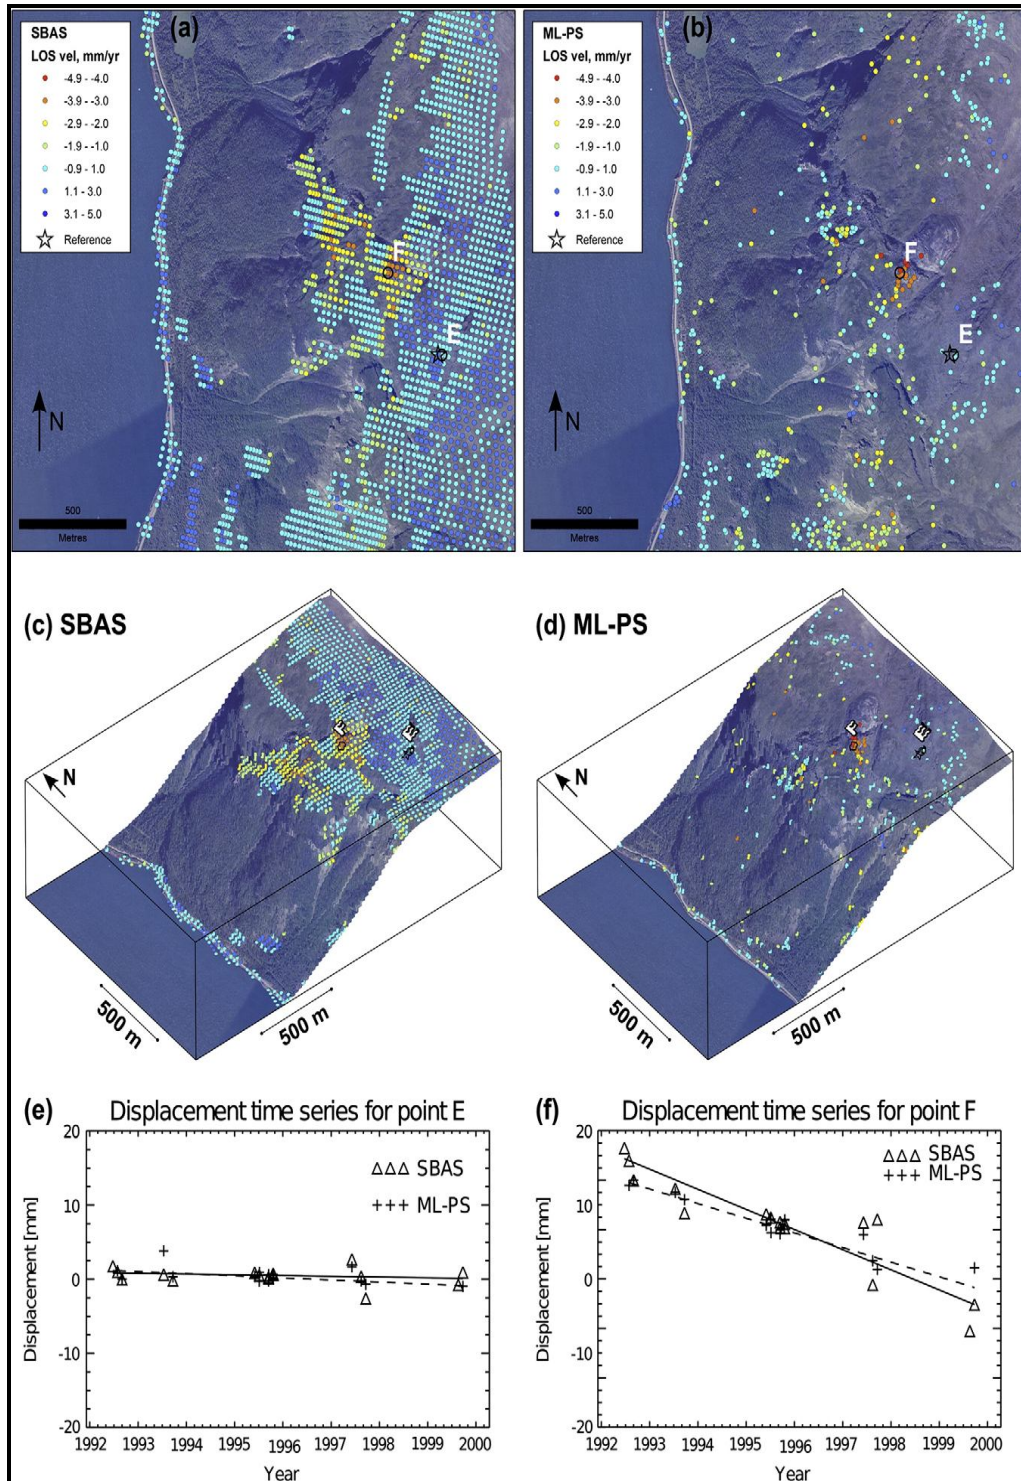 (a)
SBAS
LOS vel, mm/yr
-4.9 - -4.0
-3.9 - -3.0
-2.9 - -2.0
-1.9 - -1.0
-0.9 - 1.0
1.1 - 3.0
3.1 - 5.0
Reference
F
E
N
500
Metres
(b)
ML-PS
LOS vel, mm/yr
-4.9 - -4.0
-3.9 - -3.0
-2.9 - -2.0
-1.9 - -1.0
-0.9 - 1.0
1.1 - 3.0
3.1 - 5.0
Reference
F
E
N
500
Metres
(c) SBAS
F
E
N
500 m
500 m
(d) ML-PS
F
E
N
500 m
500 m
(e)
Displacement time series for point E
20
10
0
-10
-20
Displacement [mm]
SBAS
ML-PS
1992 1993 1994 1995 1996 1997 1998 1999 2000
Year
(f)
Displacement time series for point F
20
10
0
-10
-20
Displacement [mm]
SBAS
ML-PS
1992 1993 1994 1995 1996 1997 1998 1999 2000
Year